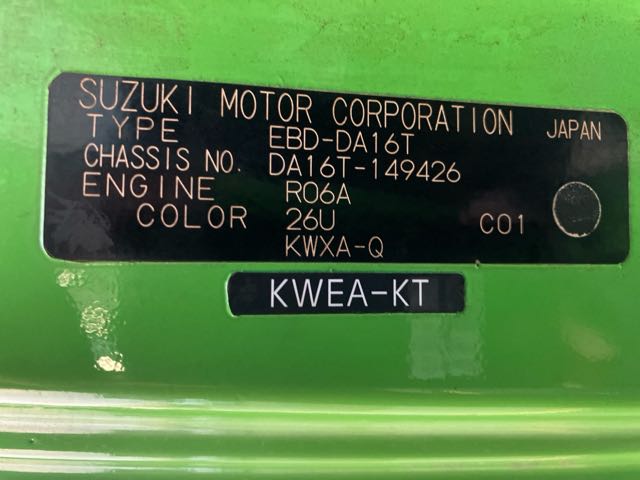 SUZUKI MOTOR CORPORATION JAPAN
TYPE EBD-DA16T
CHASSIS NO. DA16T-149426
ENGINE R06A
COLOR 26U C01
KWXA-Q
KWEA-KT